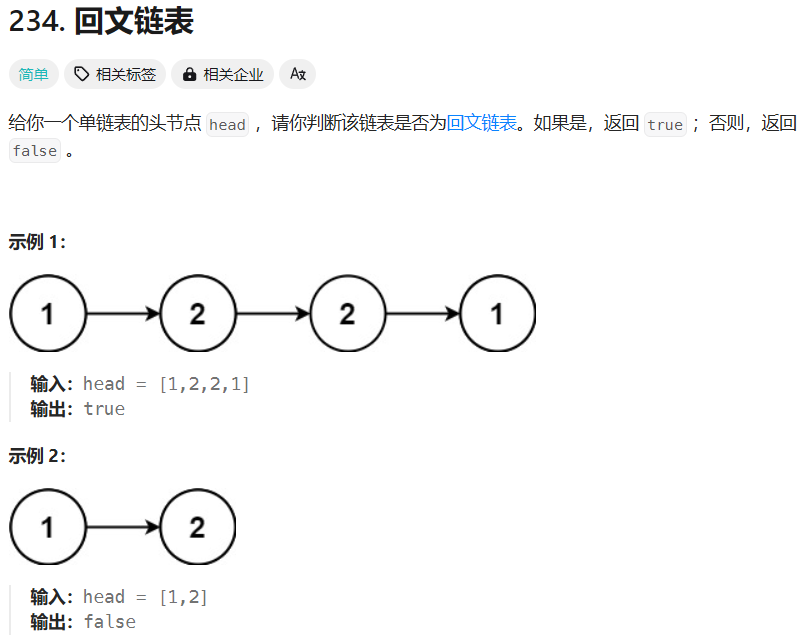 234. 回文链表
简单 相关标签 相关企业 Aあ
给你一个单链表的头节点 head ，请你判断该链表是否为回文链表。如果是，返回 true ；否则，返回
false 。
示例 1：
1 2 2 1
输入：head = [1,2,2,1]
输出：true
示例 2：
1 2
输入：head = [1,2]
输出：false